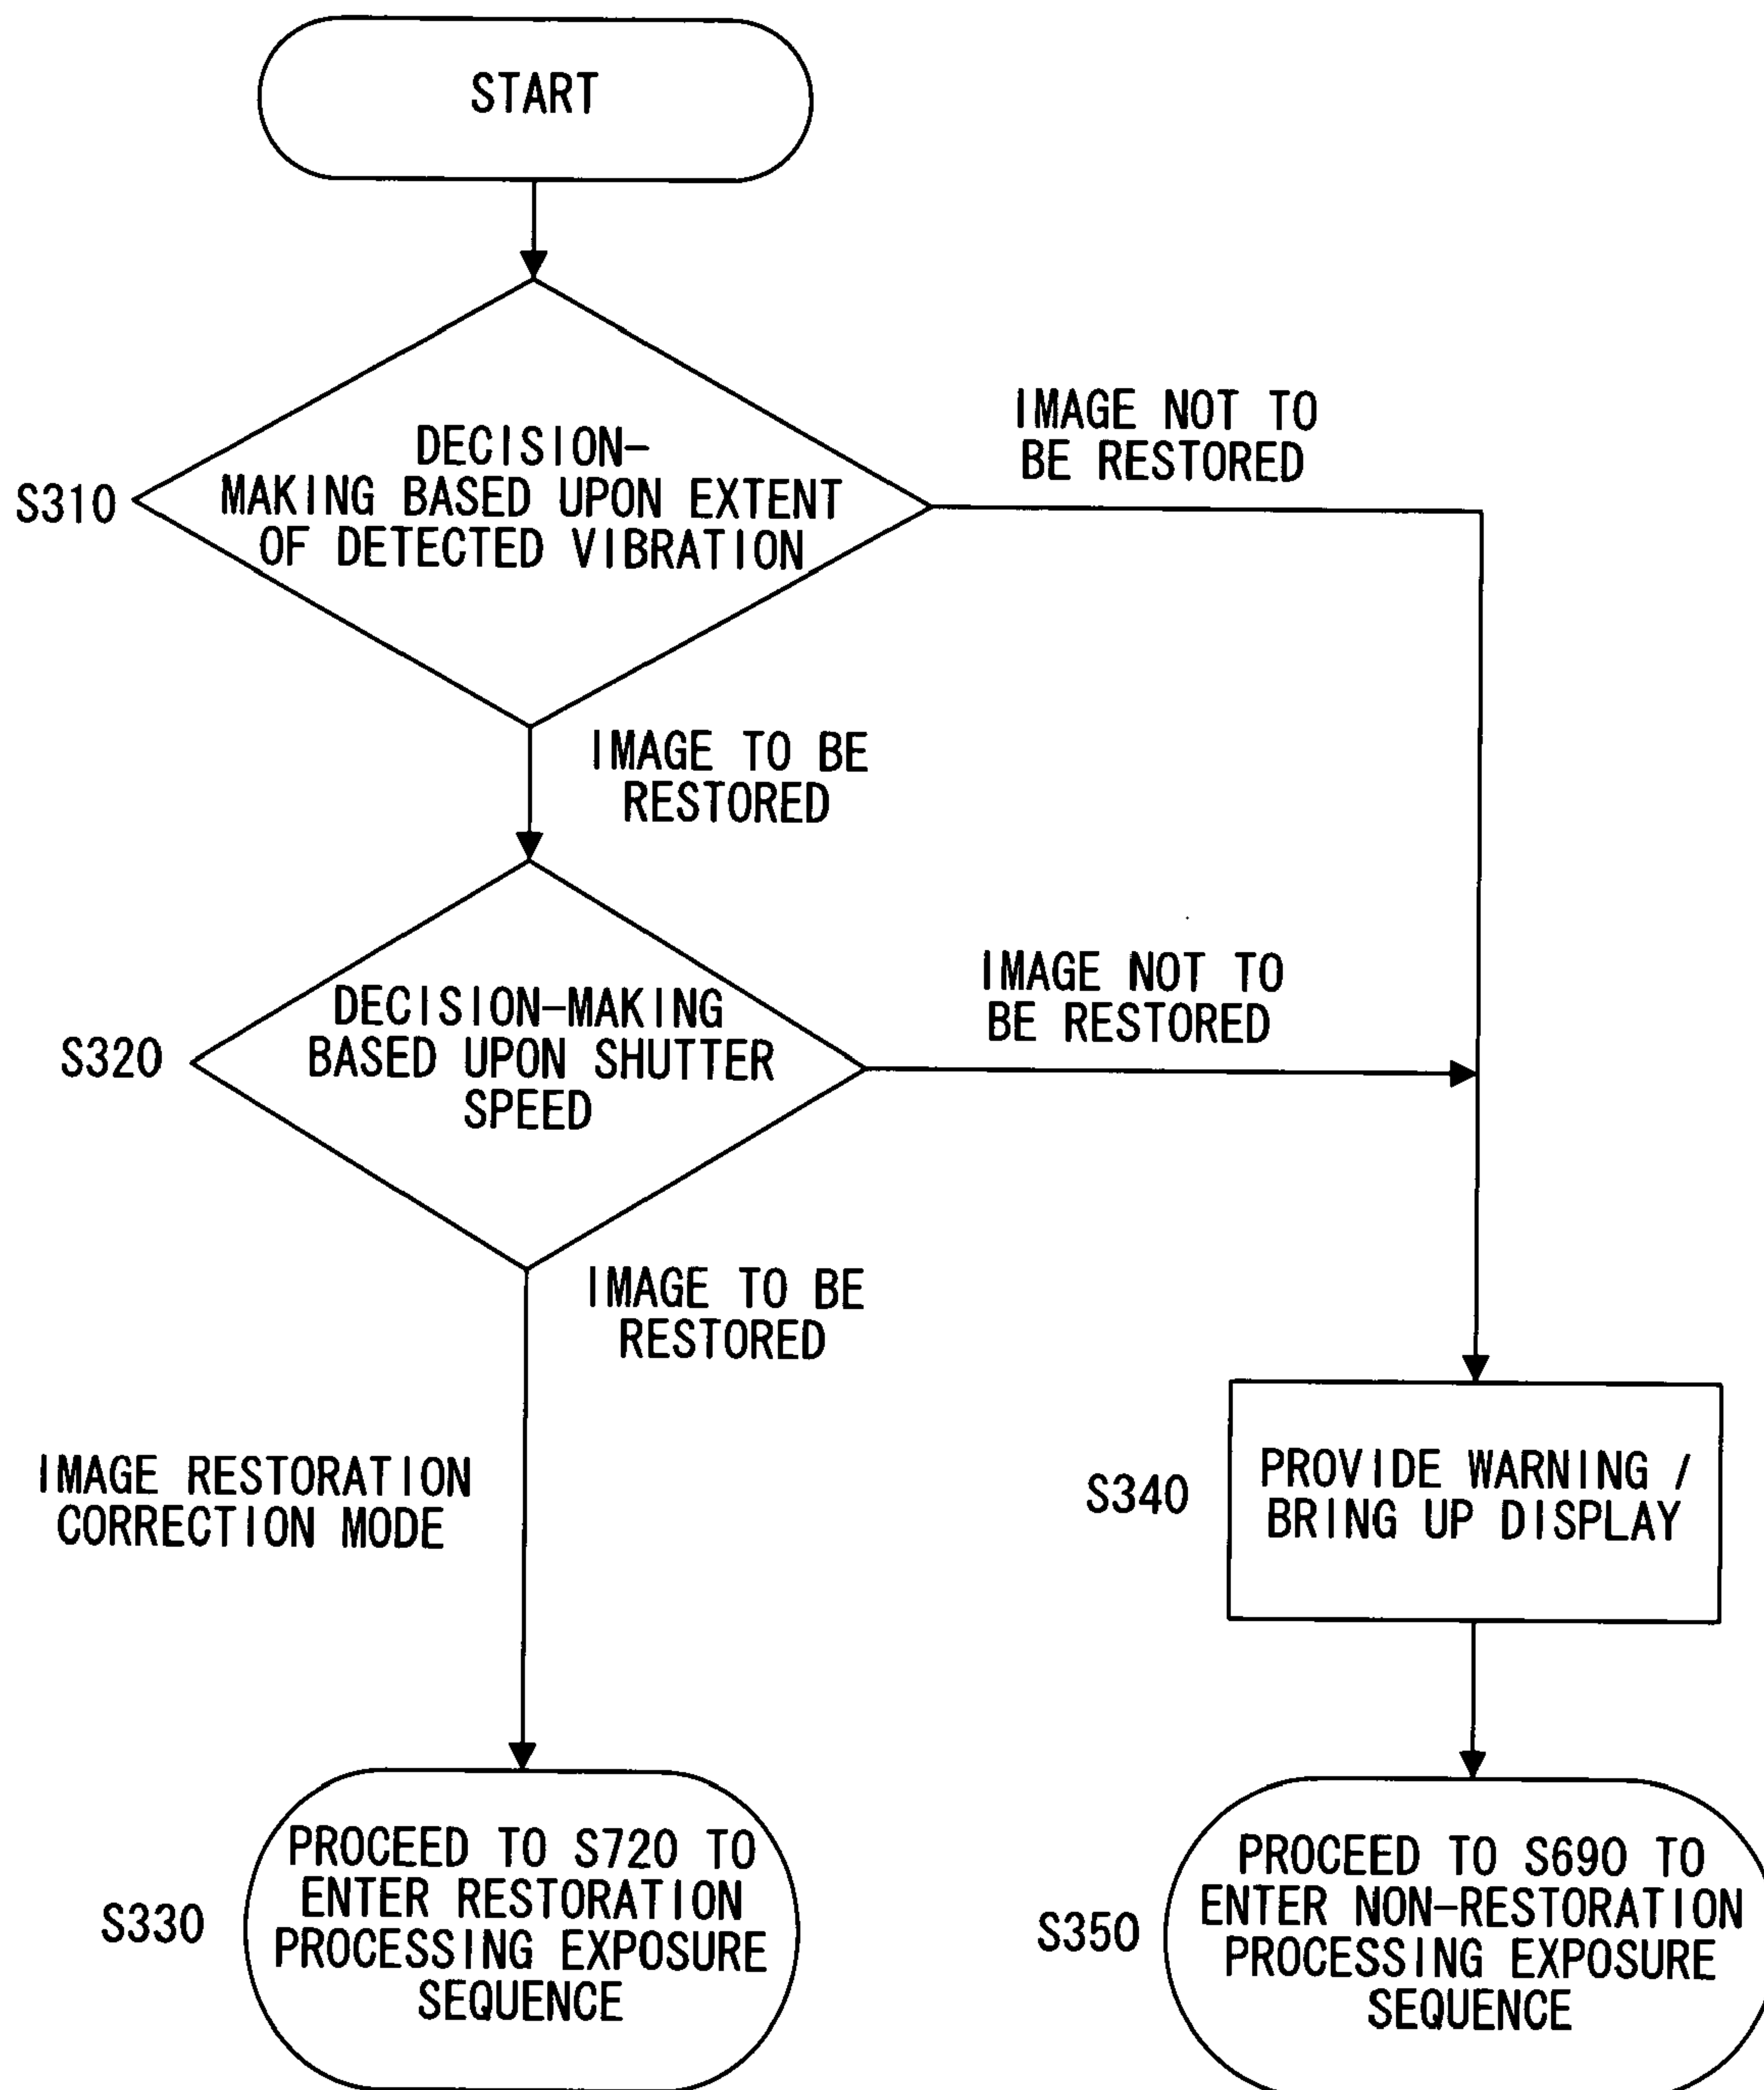 START
DECISION-
MAKING BASED UPON EXTENT
OF DETECTED VIBRATION
S310
IMAGE NOT TO
BE RESTORED
IMAGE TO BE
RESTORED
DECISION-MAKING
BASED UPON SHUTTER
SPEED
S320
IMAGE NOT TO
BE RESTORED
IMAGE TO BE
RESTORED
IMAGE RESTORATION
CORRECTION MODE
S340
PROVIDE WARNING /
BRING UP DISPLAY
S330
PROCEED TO S720 TO
ENTER RESTORATION
PROCESSING EXPOSURE
SEQUENCE
S350
PROCEED TO S690 TO
ENTER NON-RESTORATION
PROCESSING EXPOSURE
SEQUENCE